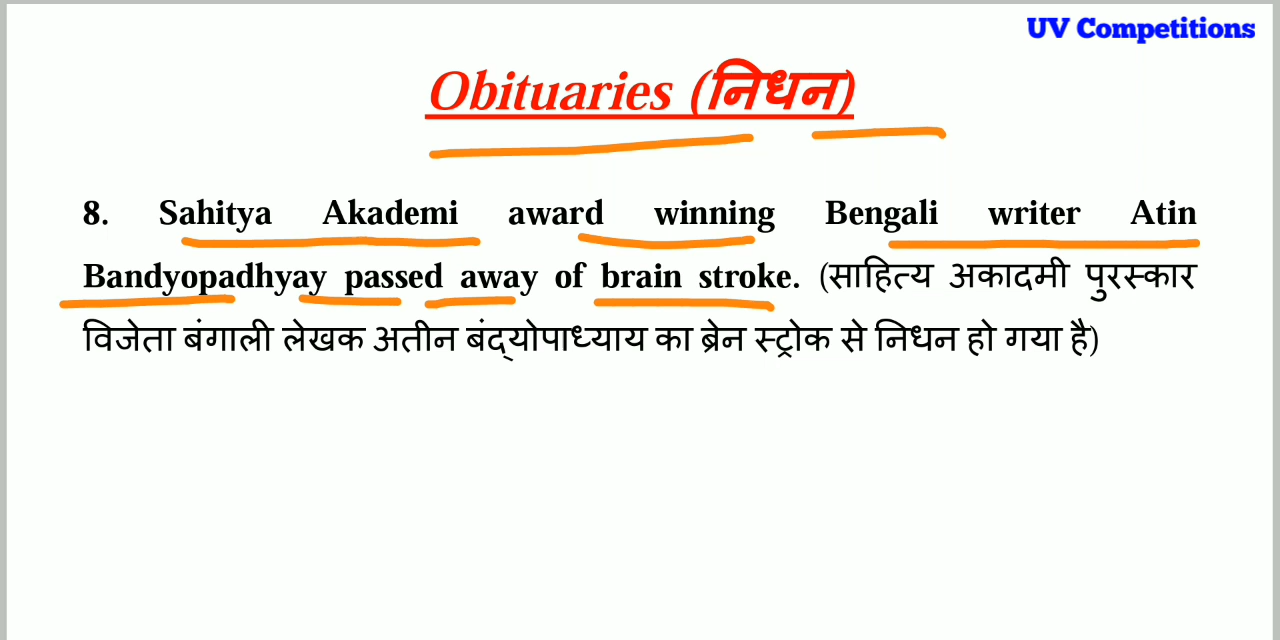 UV Competitions
Obituaries (निधन)
8. Sahitya Akademi award winning Bengali writer Atin
Bandyopadhyay passed away of brain stroke. (साहित्य अकादमी पुरस्कार
विजेता बंगाली लेखक अतीन बंद्योपाध्याय का ब्रेन स्ट्रोक से निधन हो गया है)